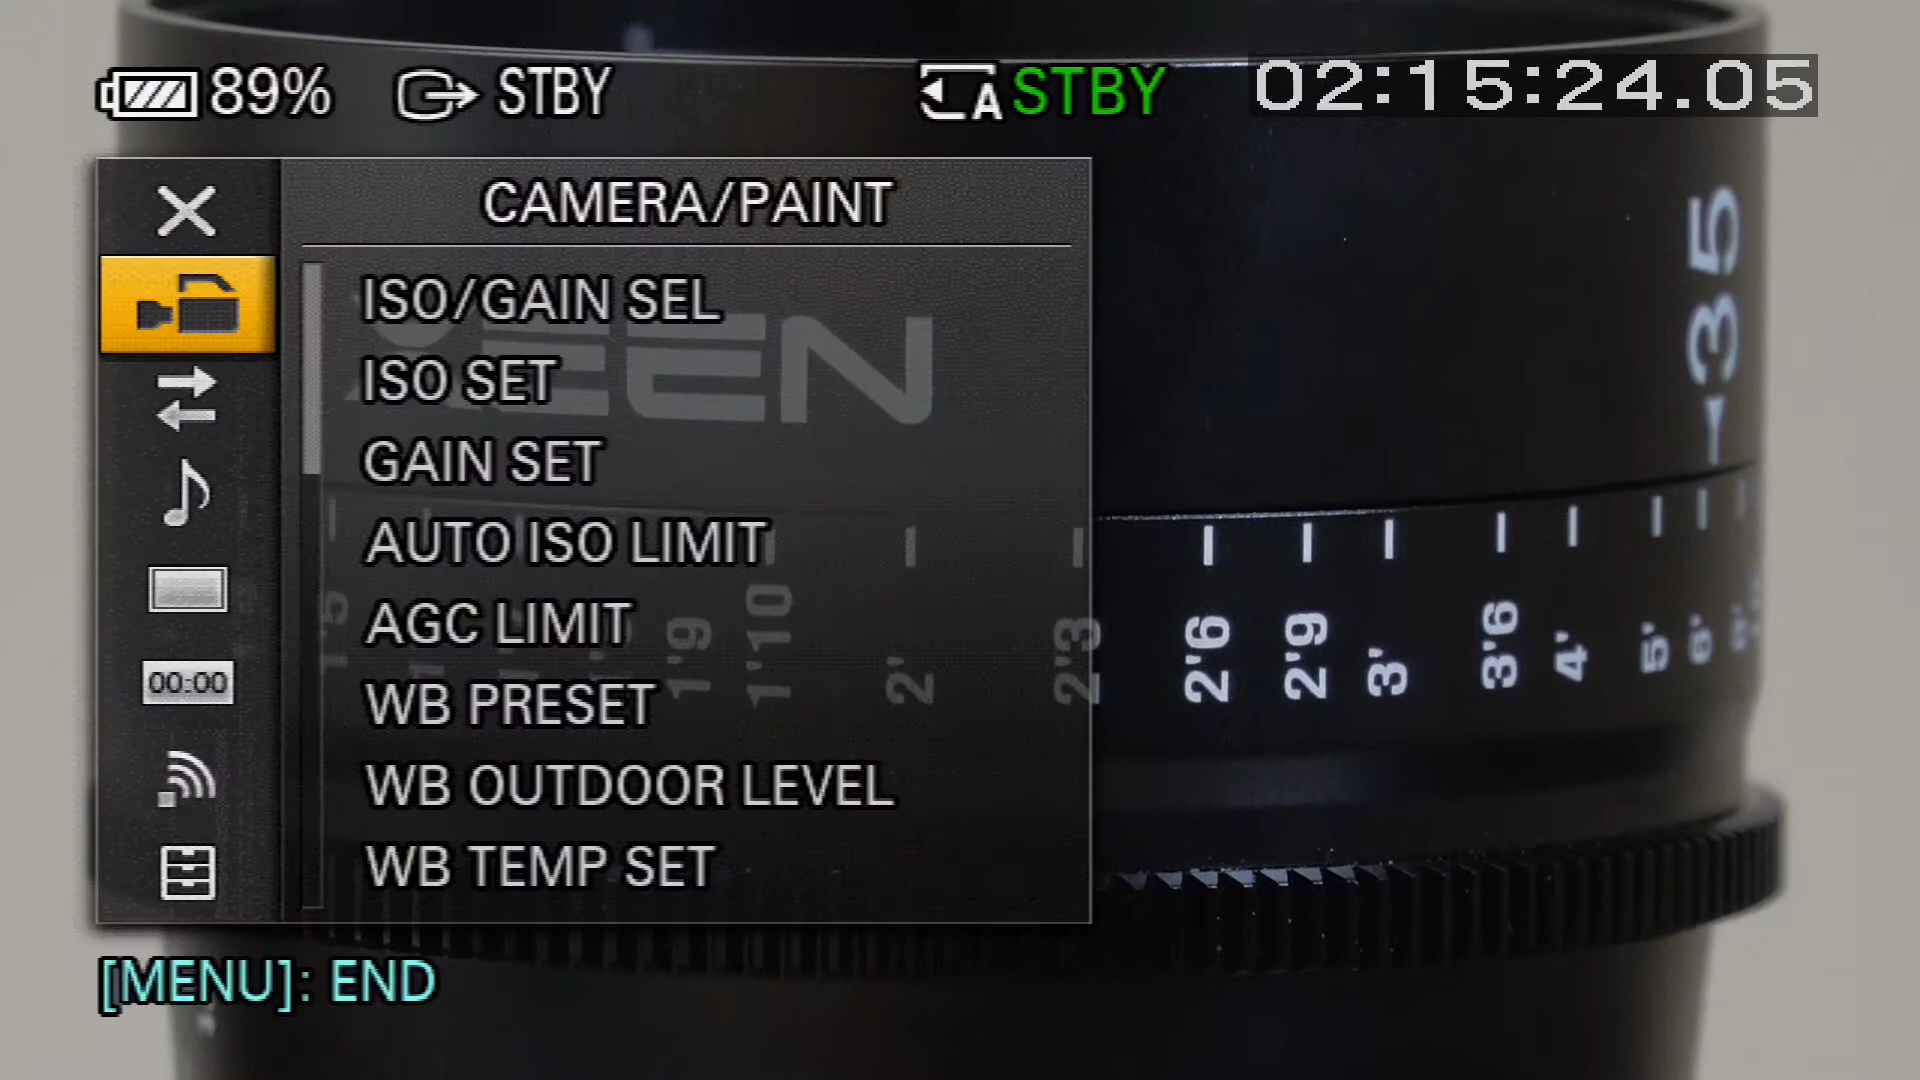 89% STBY A STBY 02:15:24.05
CAMERA/PAINT
ISO/GAIN SEL
ISO SET
GAIN SET
AUTO ISO LIMIT
AGC LIMIT
WB PRESET
WB OUTDOOR LEVEL
WB TEMP SET
00:00
[MENU]: END
XEEN
35
1'9 1'10 2' 2'3 2'6 2'9 3' 3'6 4' 5' 6'